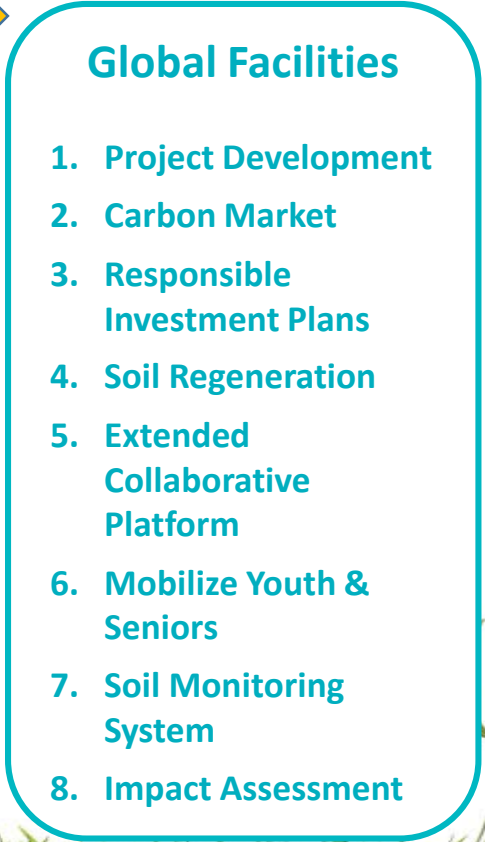 Global Facilities
1. Project Development
2. Carbon Market
3. Responsible
Investment Plans
4. Soil Regeneration
5. Extended
Collaborative
Platform
6. Mobilize Youth &
Seniors
7. Soil Monitoring
System
8. Impact Assessment